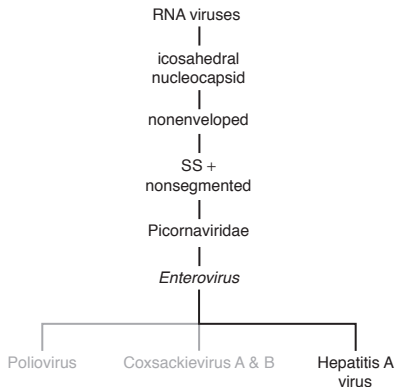 RNA viruses
icosahedral
nucleocapsid
nonenveloped
SS +
nonsegmented
Picornaviridae
Enterovirus
Poliovirus
Coxsackievirus A & B
Hepatitis A
virus